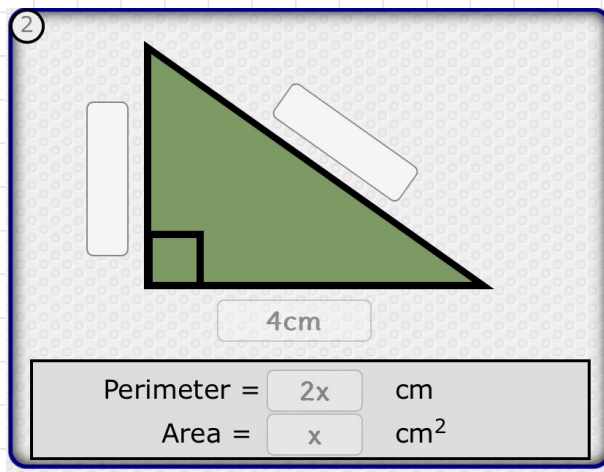 2
4cm
Perimeter = 2x cm
Area = x cm²